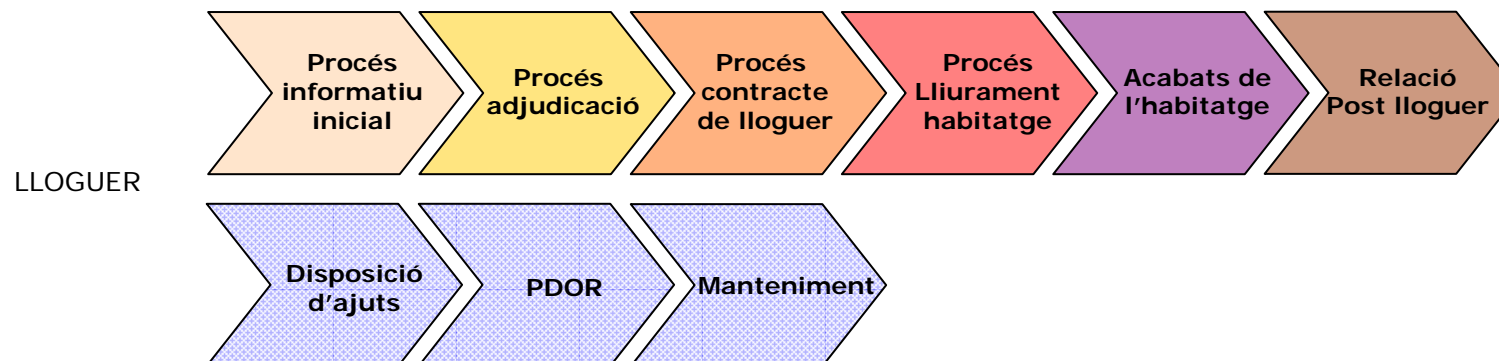 Procés
informatiu
inicial
Procés
adjudicació
Procés
contracte
de lloguer
Procés
Lliurament
habitatge
Acabats de
l'habitatge
Relació
Post lloguer
LLOGUER
Disposició
d'ajuts
PDOR
Manteniment